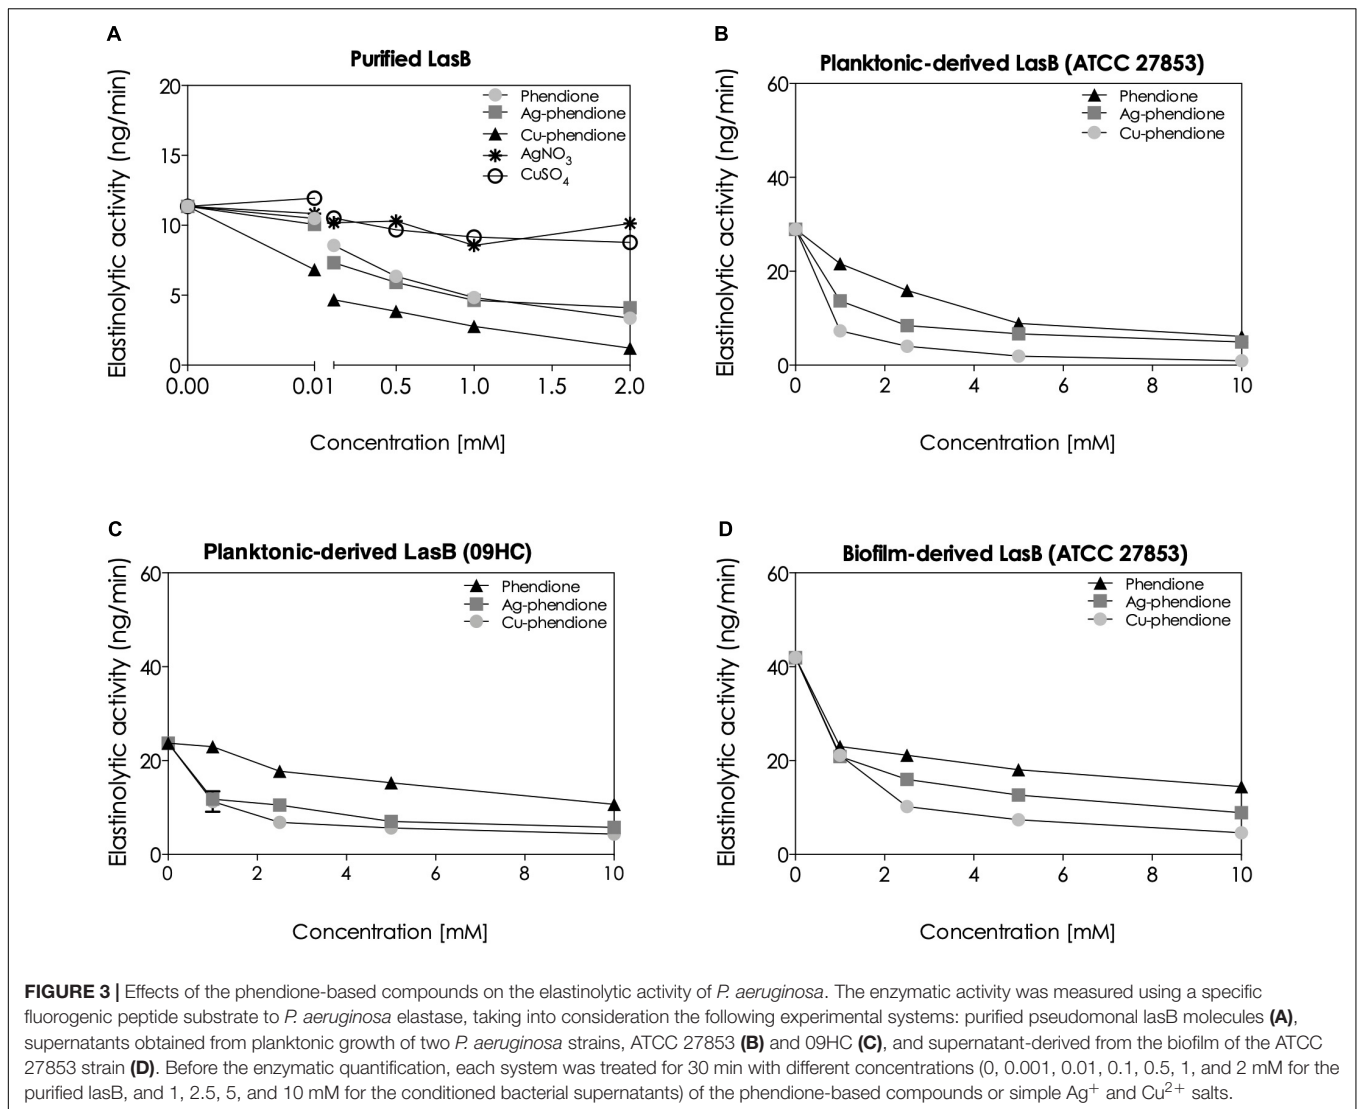 A
Purified LasB
Elastinolytic activity (ng/min)
20
15
10
5
0
0.00
0.01
0.5
1.0
2.0
Phendione
Ag-phendione
Cu-phendione
AgNO3
CuSO4
Concentration [mM]
B
Planktonic-derived LasB (ATCC 27853)
Elastinolytic activity (ng/min)
60
40
20
0
0
2
4
6
8
10
Phendione
Ag-phendione
Cu-phendione
Concentration [mM]
C
Planktonic-derived LasB (09HC)
Elastinolytic activity (ng/min)
60
40
20
0
0
2
4
6
8
10
Phendione
Ag-phendione
Cu-phendione
Concentration [mM]
D
Biofilm-derived LasB (ATCC 27853)
Elastinolytic activity (ng/min)
60
40
20
0
0
2
4
6
8
10
Phendione
Ag-phendione
Cu-phendione
Concentration [mM]
FIGURE 3 | Effects of the phendione-based compounds on the elastinolytic activity of P. aeruginosa. The enzymatic activity was measured using a specific
fluorogenic peptide substrate to P. aeruginosa elastase, taking into consideration the following experimental systems: purified pseudomonal lasB molecules (A),
supernatants obtained from planktonic growth of two P. aeruginosa strains, ATCC 27853 (B) and 09HC (C), and supernatant-derived from the biofilm of the ATCC
27853 strain (D). Before the enzymatic quantification, each system was treated for 30 min with different concentrations (0, 0.001, 0.01, 0.1, 0.5, 1, and 2 mM for the
purified lasB, and 1, 2.5, 5, and 10 mM for the conditioned bacterial supernatants) of the phendione-based compounds or simple Ag+ and Cu2+ salts.